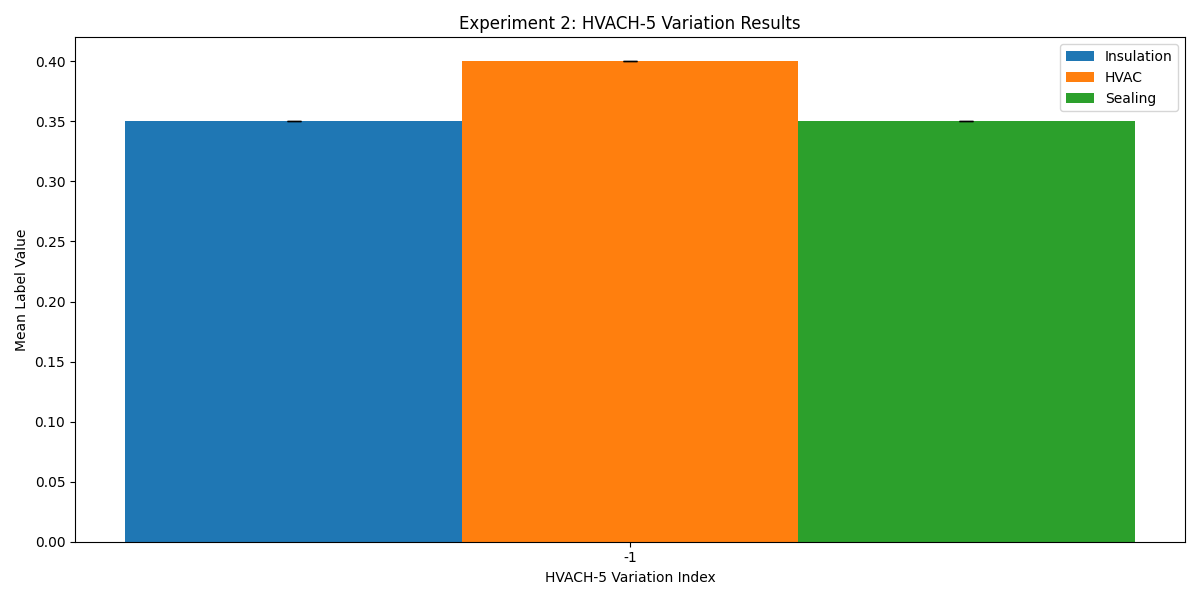 Experiment 2: HVACH-5 Variation Results
Insulation
HVAC
Sealing
Mean Label Value
0.40
0.35
0.30
0.25
0.20
0.15
0.10
0.05
0.00
-1
HVACH-5 Variation Index